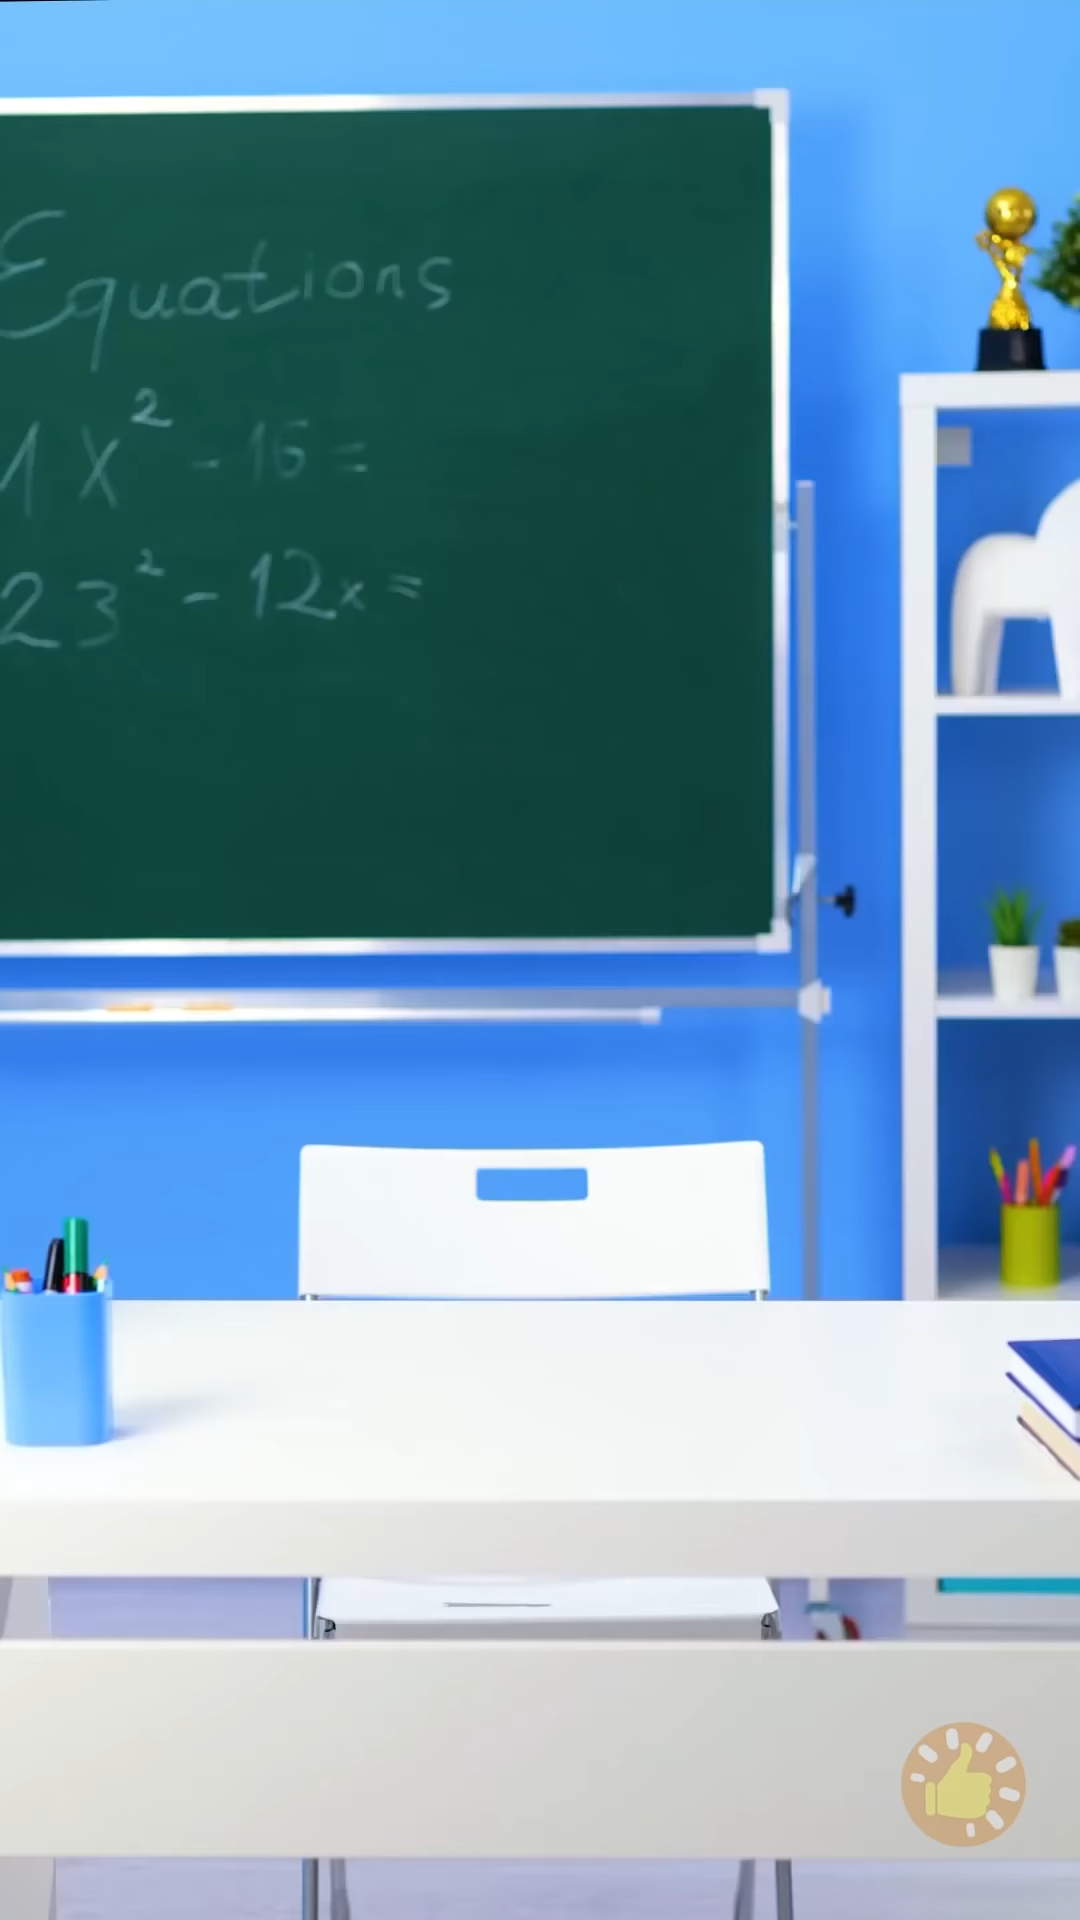 Equations
1x² - 16 =
23² - 12x =